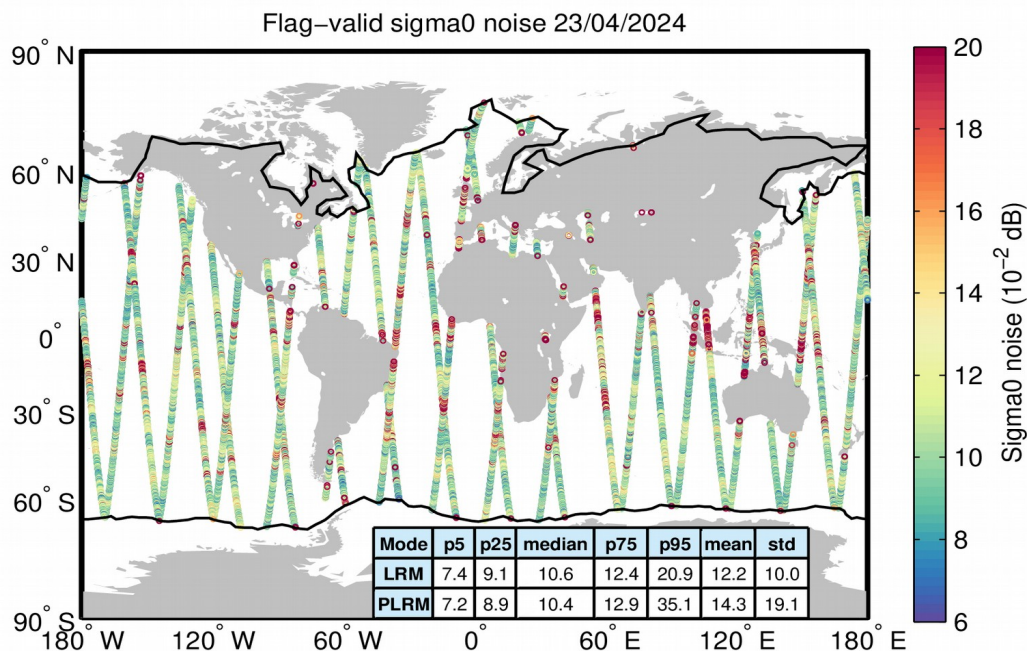 Flag−valid sigma0 noise 23/04/2024
90° N
60° N
30° N
0°
30° S
60° S
90° S
180° W
120° W
60° W
0°
60° E
120° E
180° E
20
18
16
14
12
10
8
6
Sigma0 noise (10⁻² dB)
Mode p5 p25 median p75 p95 mean std
LRM 7.4 9.1 10.6 12.4 20.9 12.2 10.0
PLRM 7.2 8.9 10.4 12.9 35.1 14.3 19.1